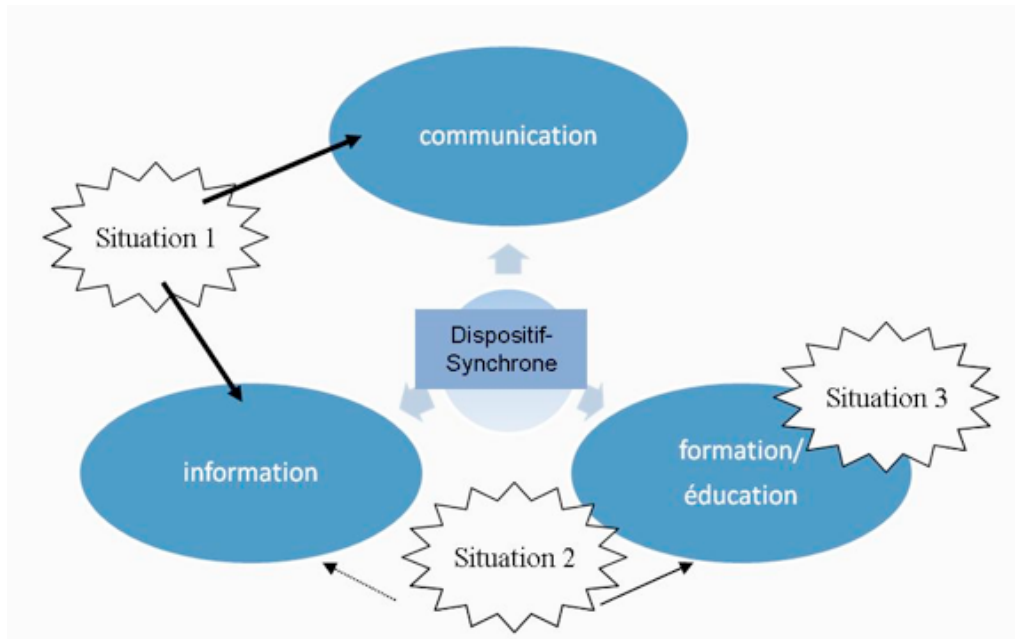 communication
Situation 1
Dispositif-
Synchrone
Situation 3
formation/
éducation
information
Situation 2